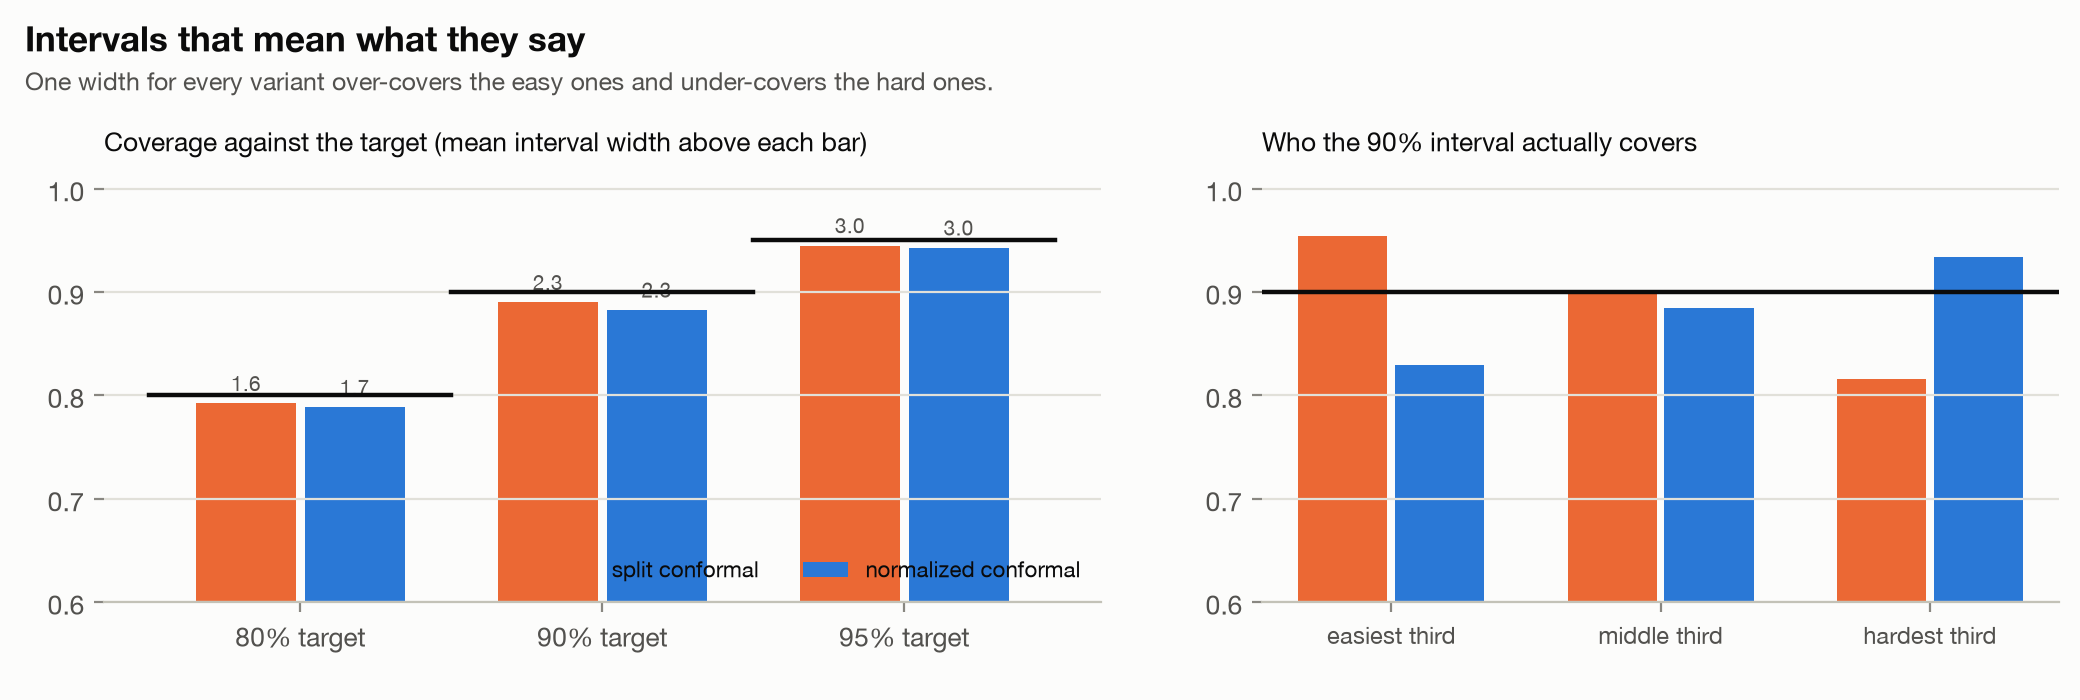 Intervals that mean what they say
One width for every variant over-covers the easy ones and under-covers the hard ones.
Coverage against the target (mean interval width above each bar)
1.0
0.9
0.8
0.7
0.6
1.6
1.7
2.3
2.3
3.0
3.0
split conformal
normalized conformal
80% target
90% target
95% target
Who the 90% interval actually covers
1.0
0.9
0.8
0.7
0.6
easiest third
middle third
hardest third